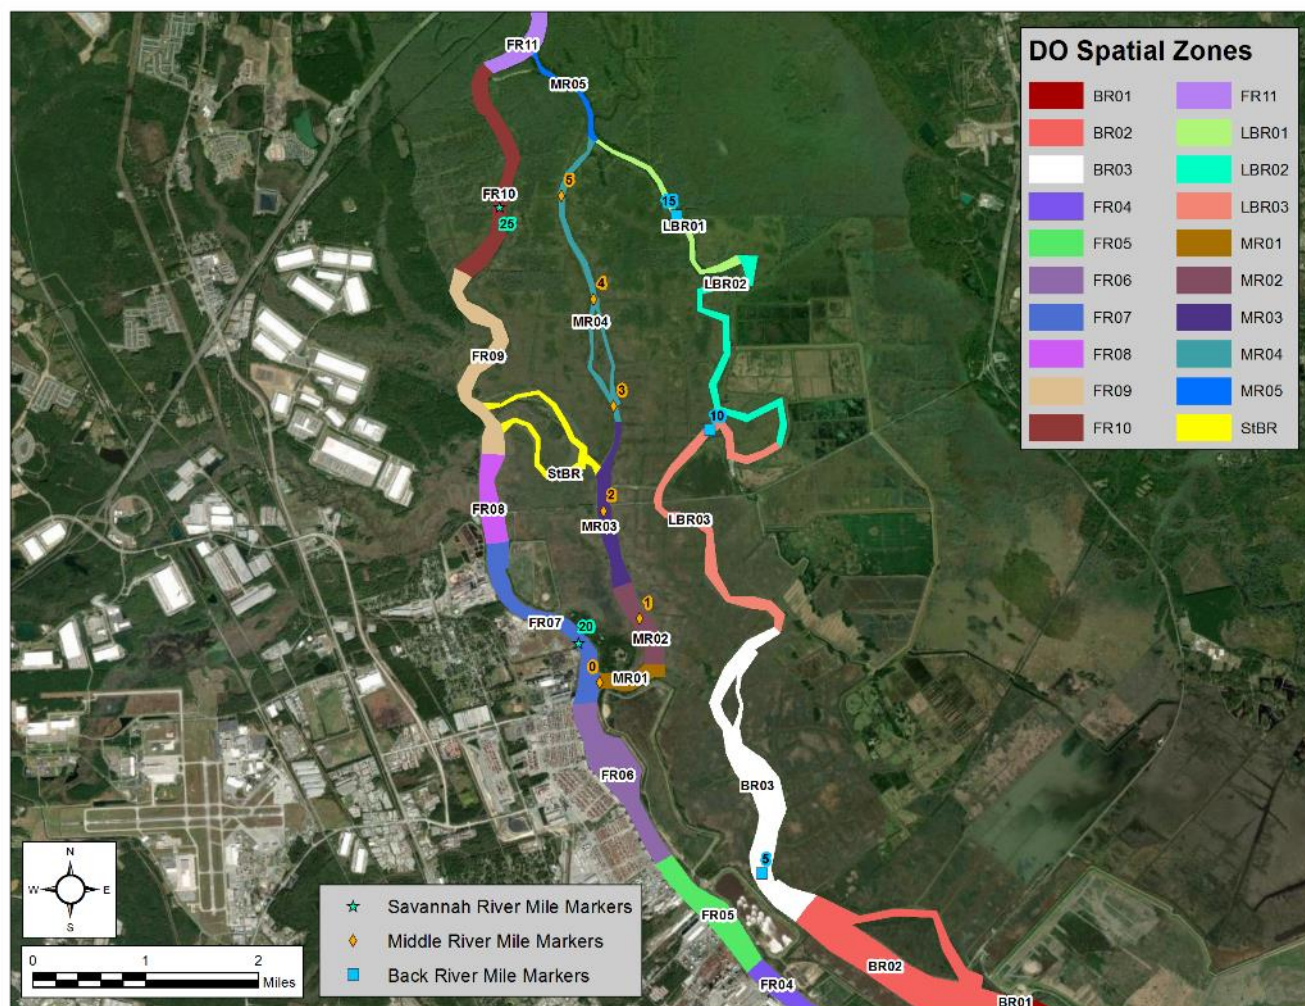 DO Spatial Zones
BR01
BR02
BR03
FR04
FR05
FR06
FR07
FR08
FR09
FR10
FR11
LBR01
LBR02
LBR03
MR01
MR02
MR03
MR04
MR05
StBR
FR11
MR05
5
FR10
25
15
LBR01
LBR02
4
MR04
FR09
3
10
StBR
2
MR03
FR08
LBR03
1
FR07
20
MR02
0
MR01
FR06
BR03
5
FR05
BR02
FR04
BR01
N
W
E
S
0
1
2
Miles
Savannah River Mile Markers
Middle River Mile Markers
Back River Mile Markers